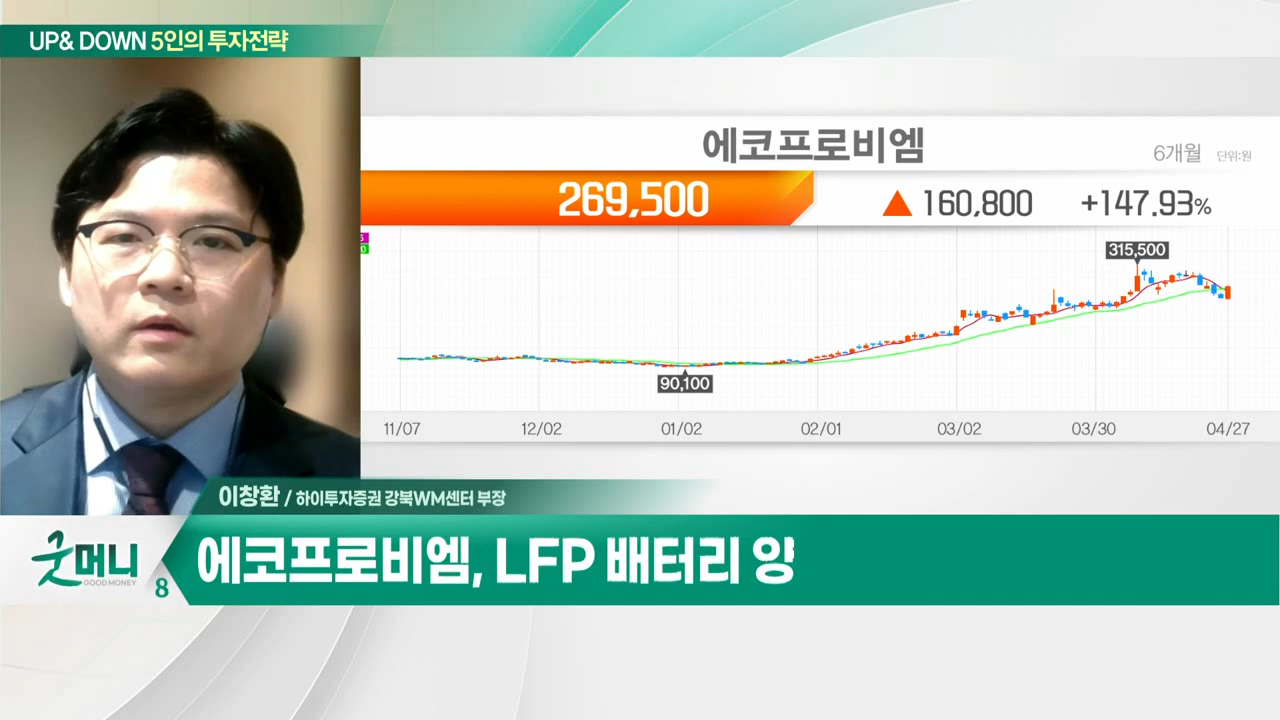 UP& DOWN 5인의 투자전략
에코프로비엠
6개월 단위:원
269,500 ▲ 160,800 +147.93%
315,500
90,100
11/07 12/02 01/02 02/01 03/02 03/30 04/27
이창환 / 하이투자증권 강북WM센터 부장
굿머니
GOOD MONEY
8
에코프로비엠, LFP 배터리 양